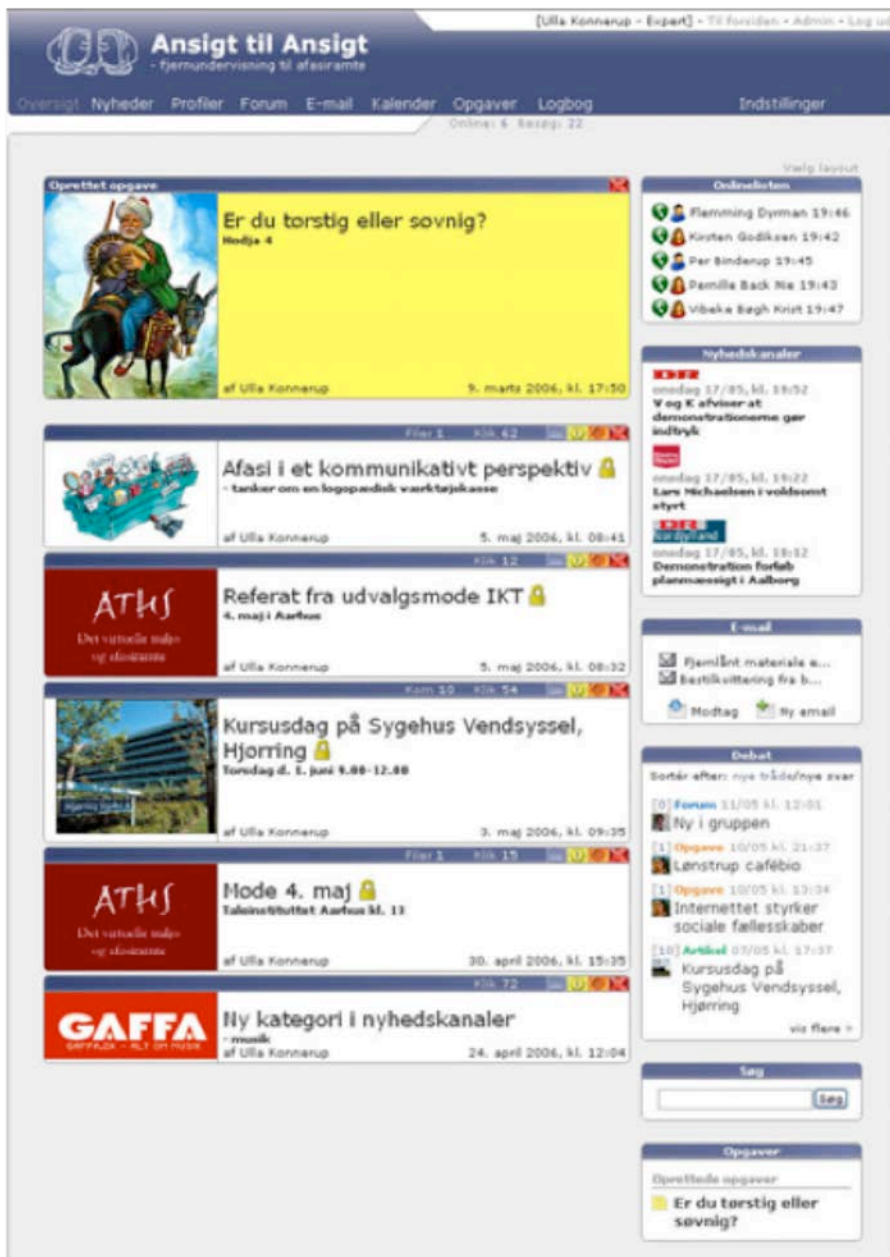 [Ulla Konnerup - Expert] - Til forsiden - Admin - Log ud
Ansigt til Ansigt
- fjernundervisning til afasiramte
Oversigt Nyheder Profiler Forum E-mail Kalender Opgaver Logbog Indstillinger
Online: 6 Besøg: 22
Vælg layout
Oprettet opgave
Er du tørstig eller søvnig?
Hodja 4
af Ulla Konnerup 9. marts 2006, kl. 17:50
Filer 1 Klik 62
Afasi i et kommunikativt perspektiv
- tanker om en logopædisk værktøjskasse
af Ulla Konnerup 5. maj 2006, kl. 08:41
Klik 12
ATHS
Det virtuelle miljø
og afasiramte
Referat fra udvalgsmøde IKT
4. maj i Aarhus
af Ulla Konnerup 5. maj 2006, kl. 08:32
Kom 10 Klik 54
Kursusdag på Sygehus Vendsyssel,
Hjørring
Torsdag d. 1. juni 9.00-12.00
af Ulla Konnerup 3. maj 2006, kl. 09:35
Filer 1 Klik 15
ATHS
Det virtuelle miljø
og afasiramte
Møde 4. maj
Taleinstituttet Aarhus kl. 13
af Ulla Konnerup 30. april 2006, kl. 15:35
Klik 72
GAFFA
GAFFA.DK - ALT OM MUSIK
Ny kategori i nyhedskanaler
- musik
af Ulla Konnerup 24. april 2006, kl. 12:04
Onlinelisten
Flemming Dyrman 19:46
Kirsten Godiksen 19:42
Per Binderup 19:45
Pernille Back Nie 19:43
Vibeke Bøgh Krist 19:47
Nyhedskanaler
DR
onsdag 17/05, kl. 19:52
V og K afviser at
demonstrationerne gør
indtryk
onsdag 17/05, kl. 19:22
Lars Michaelsen i voldsomt
styrt
DR
Nordjylland
onsdag 17/05, kl. 18:12
Demonstration forløb
planmæssigt i Aalborg
E-mail
Fjernlånt materiale e...
Bestilkvittering fra b...
Modtag Ny email
Debat
Sortér efter: nye tråde/nye svar
[0] Forum 11/05 kl. 12:01
Ny i gruppen
[1] Opgave 10/05 kl. 21:37
Lønstrup cafébio
[1] Opgave 10/05 kl. 13:34
Internettet styrker
sociale fællesskaber
[10] Artikel 07/05 kl. 17:37
Kursusdag på
Sygehus Vendsyssel,
Hjørring
vis flere »
Søg
Søg
Opgaver
Oprettede opgaver
Er du tørstig eller
søvnig?